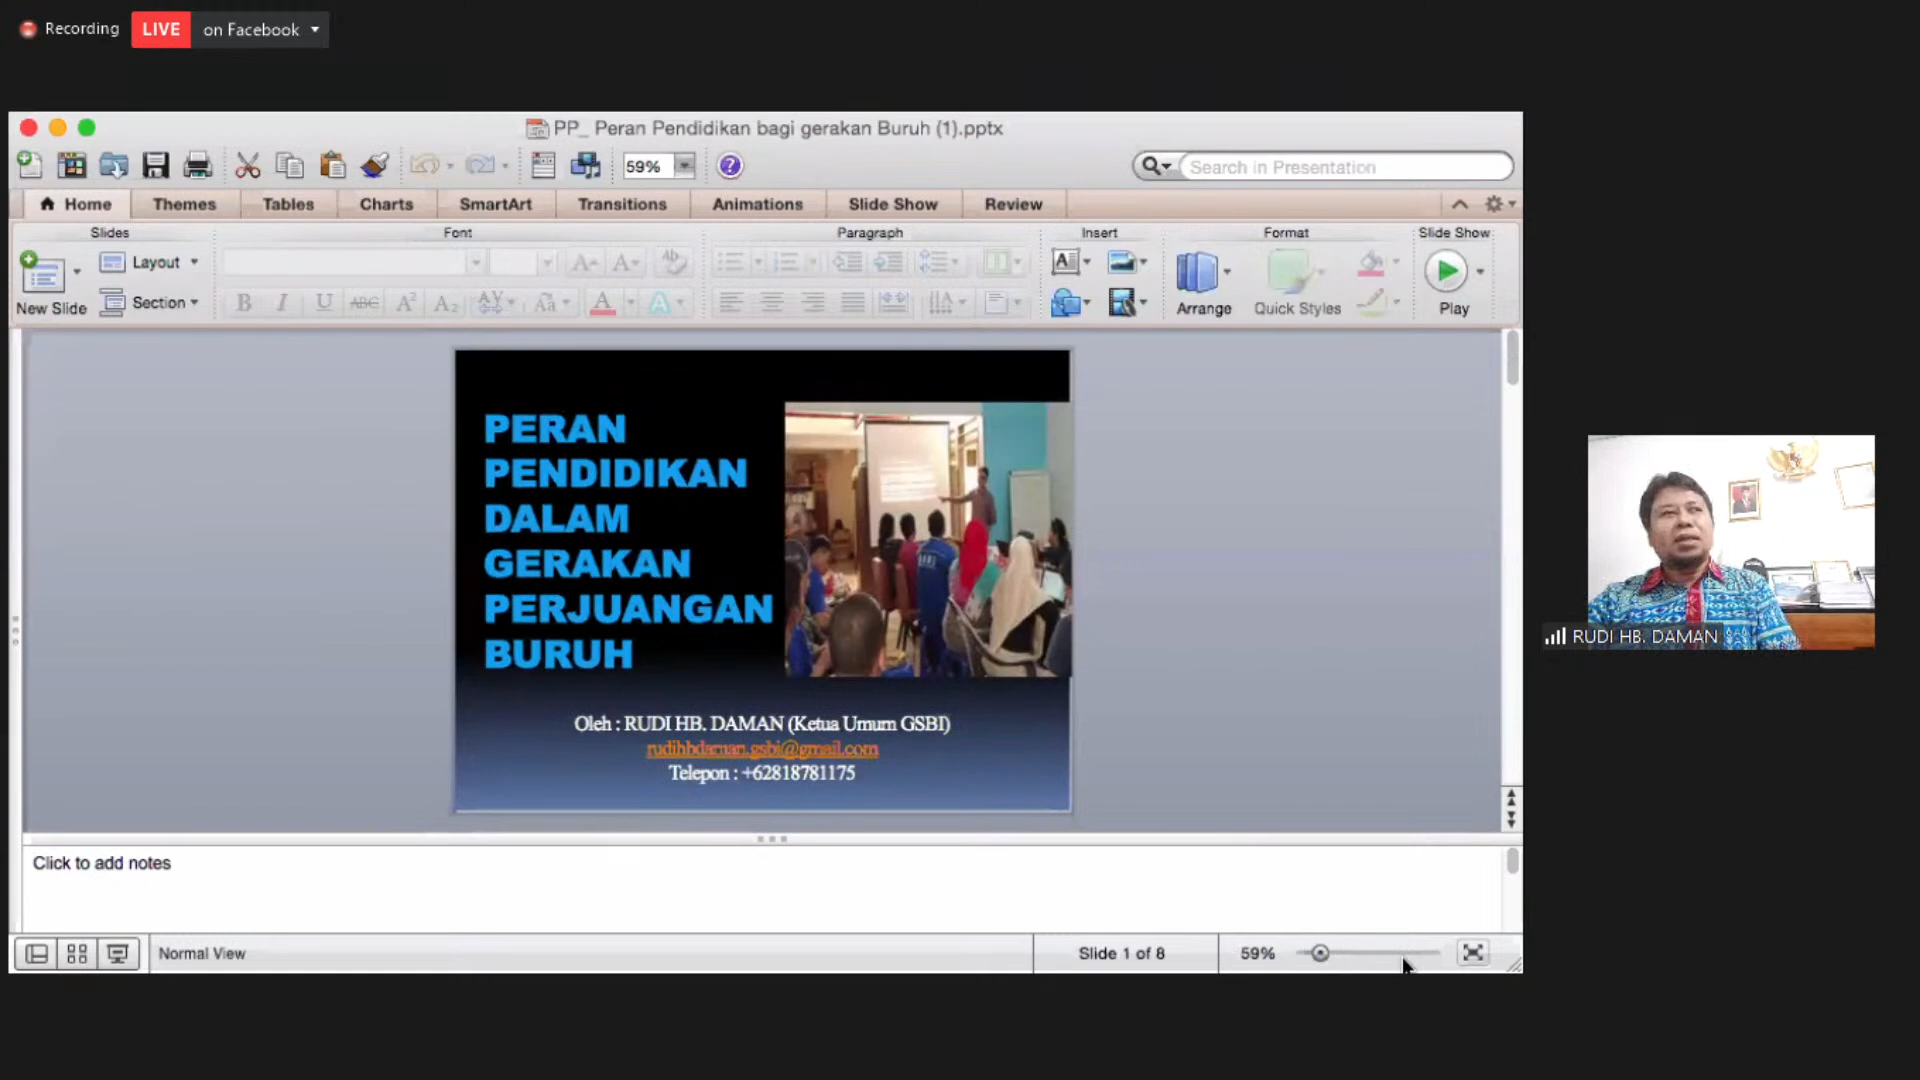 Recording
LIVE on Facebook
PP_ Peran Pendidikan bagi gerakan Buruh (1).pptx
59%
Search in Presentation
Home Themes Tables Charts SmartArt Transitions Animations Slide Show Review
Slides Font Paragraph Insert Format Slide Show
New Slide
Layout
Section
Arrange
Quick Styles
Play
PERAN
PENDIDIKAN
DALAM
GERAKAN
PERJUANGAN
BURUH
Oleh : RUDI HB. DAMAN (Ketua Umum GSBI)
rudihbdaman.gsbi@gmail.com
Telepon : +62818781175
RUDI HB. DAMAN
Click to add notes
Normal View
Slide 1 of 8
59%